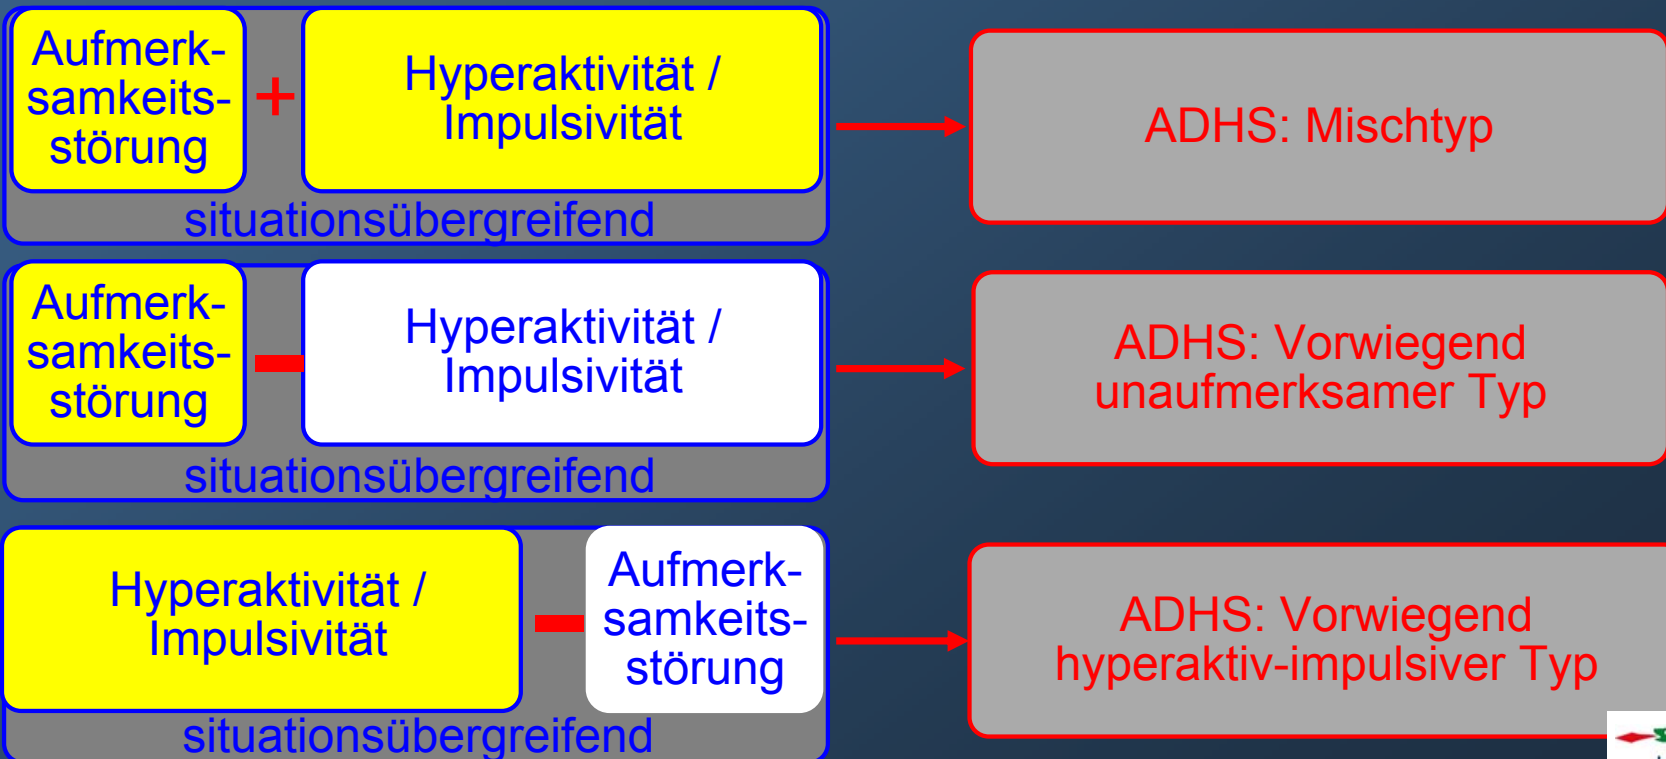 Aufmerk-
samkeits-
störung
+
Hyperaktivität /
Impulsivität
situationsübergreifend
ADHS: Mischtyp
Aufmerk-
samkeits-
störung
-
Hyperaktivität /
Impulsivität
situationsübergreifend
ADHS: Vorwiegend
unaufmerksamer Typ
Hyperaktivität /
Impulsivität
-
Aufmerk-
samkeits-
störung
situationsübergreifend
ADHS: Vorwiegend
hyperaktiv-impulsiver Typ